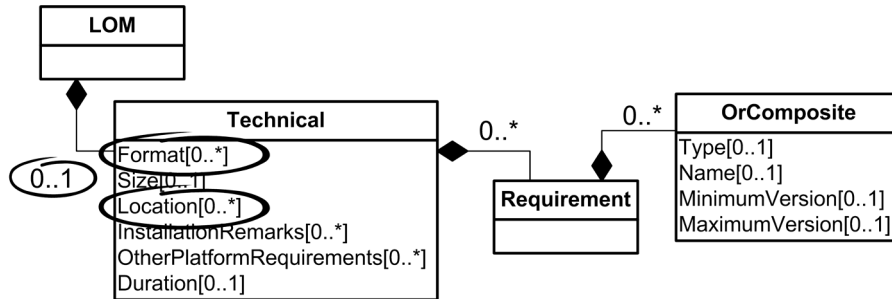 LOM
Technical
Format[0..*]
Size[0..1]
Location[0..*]
InstallationRemarks[0..*]
OtherPlatformRequirements[0..*]
Duration[0..1]
0..1
0..*
Requirement
0..*
OrComposite
Type[0..1]
Name[0..1]
MinimumVersion[0..1]
MaximumVersion[0..1]